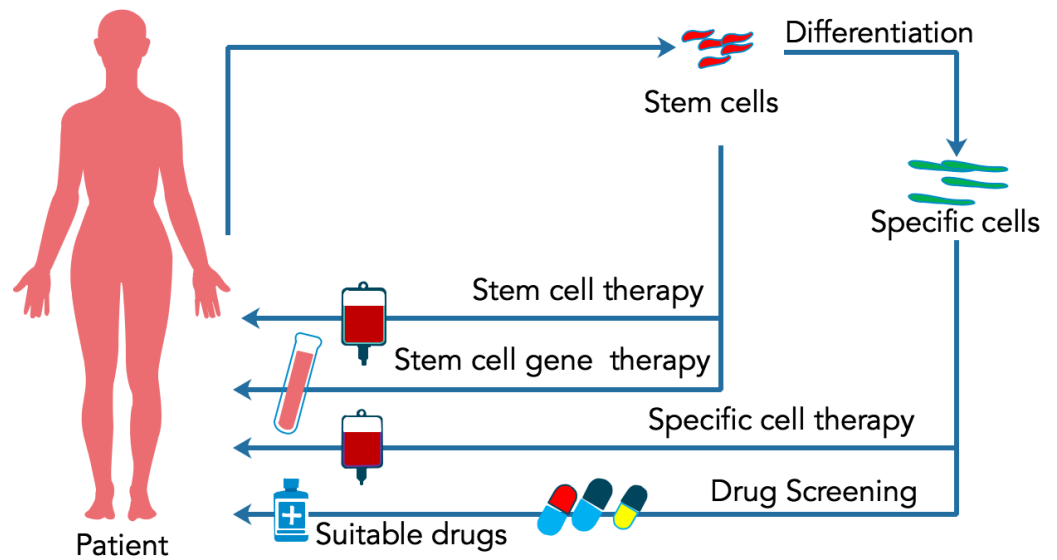 Differentiation
Stem cells
Specific cells
Stem cell therapy
Stem cell gene  therapy
Specific cell therapy
Drug Screening
Suitable drugs
Patient